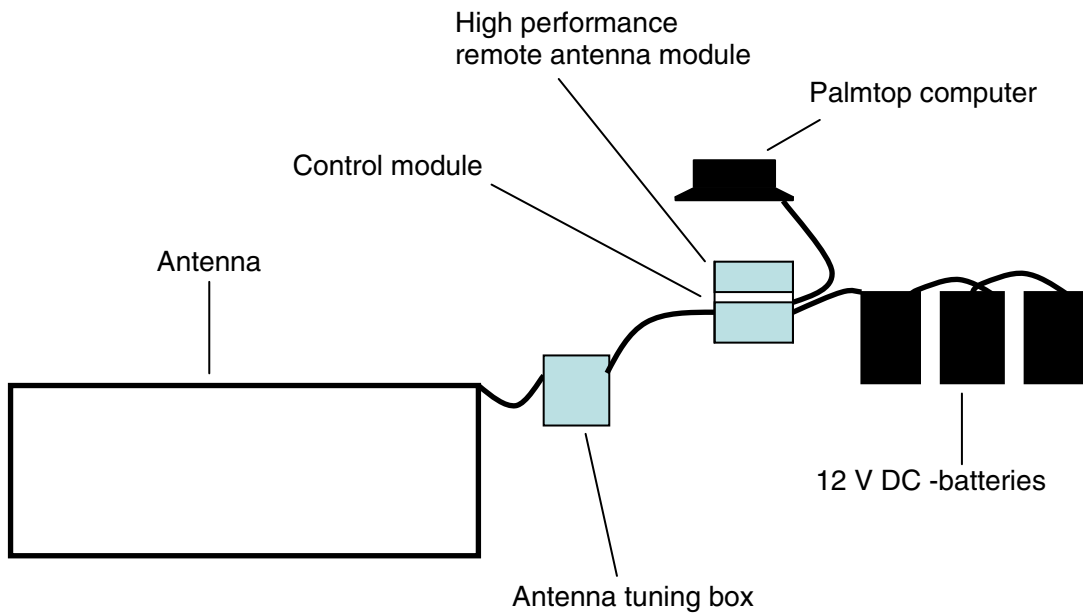 High performance
remote antenna module
Palmtop computer
Control module
Antenna
12 V DC -batteries
Antenna tuning box